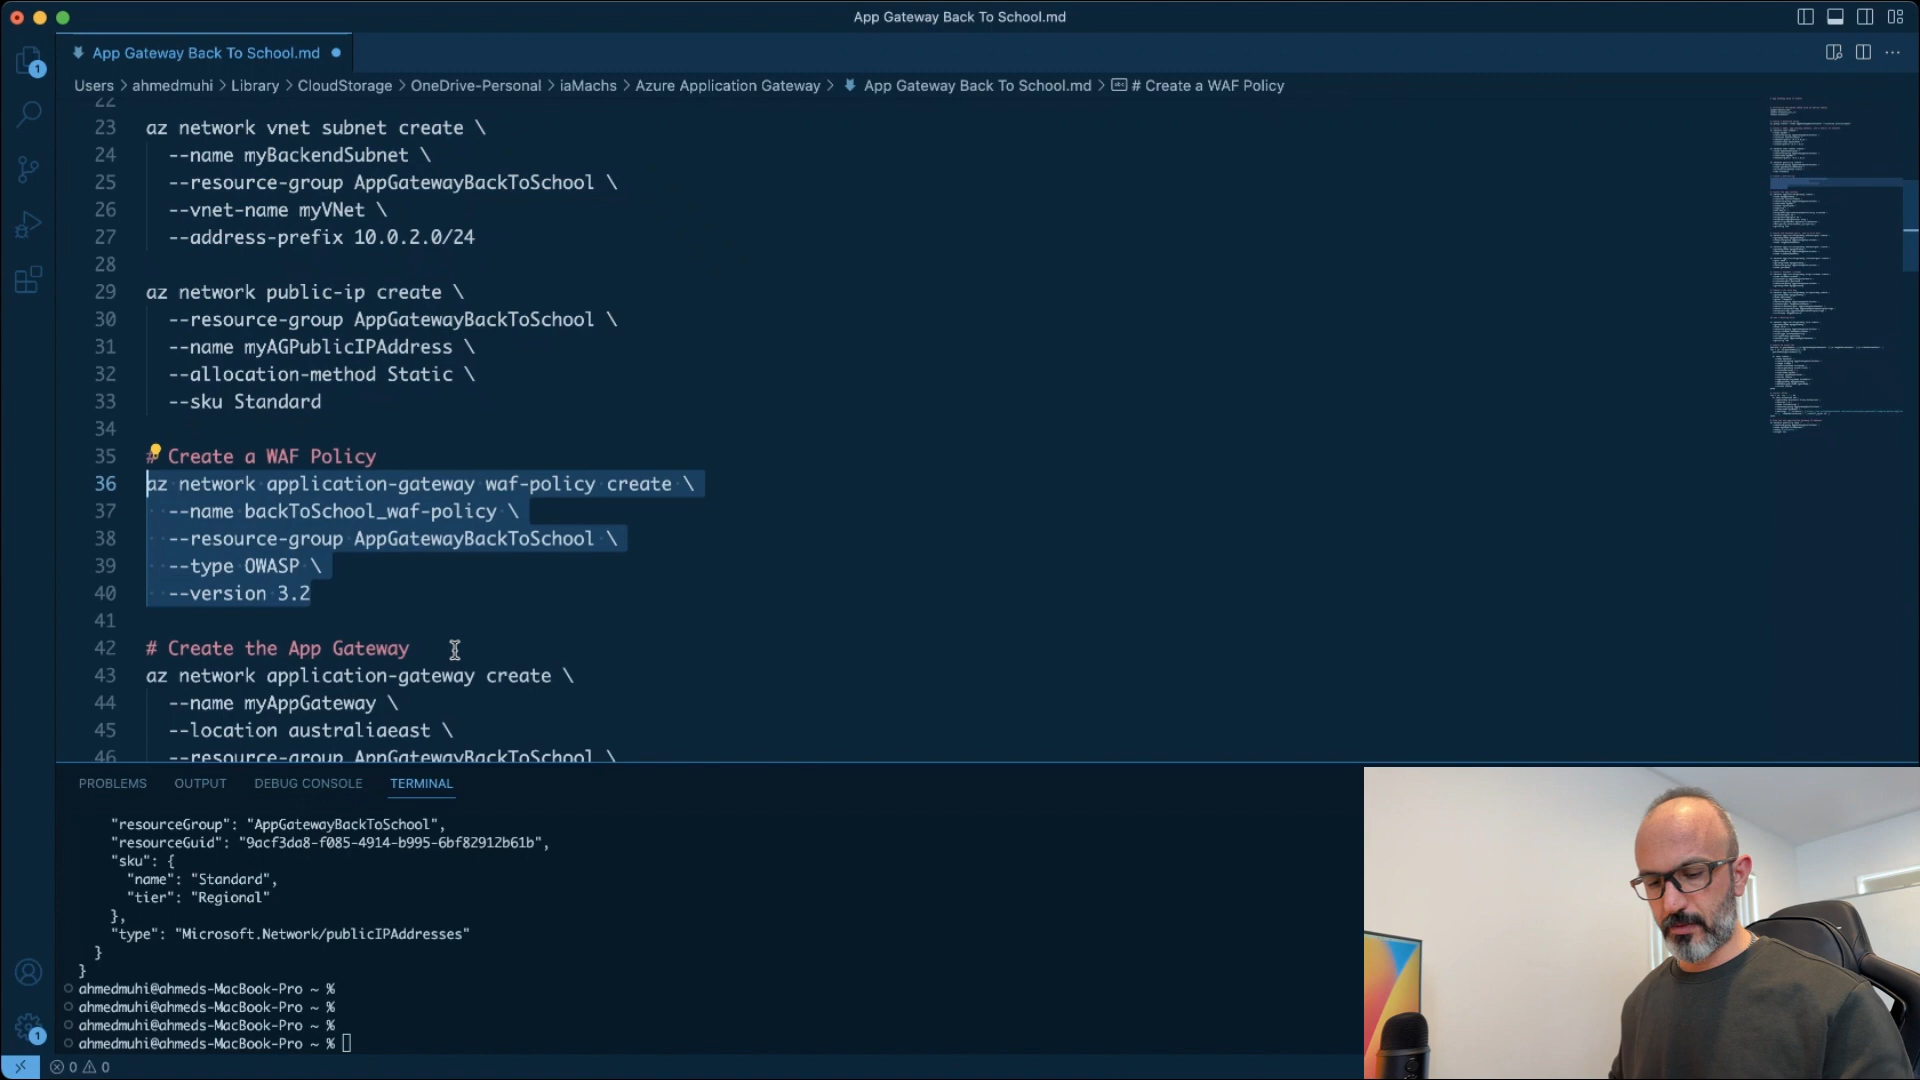 App Gateway Back To School.md
App Gateway Back To School.md
1
Users > ahmedmuhi > Library > CloudStorage > OneDrive-Personal > iaMachs > Azure Application Gateway > App Gateway Back To School.md > # Create a WAF Policy
22
23 az network vnet subnet create \
24 --name myBackendSubnet \
25 --resource-group AppGatewayBackToSchool \
26 --vnet-name myVNet \
27 --address-prefix 10.0.2.0/24
28
29 az network public-ip create \
30 --resource-group AppGatewayBackToSchool \
31 --name myAGPublicIPAddress \
32 --allocation-method Static \
33 --sku Standard
34
35 # Create a WAF Policy
36 az network application-gateway waf-policy create \
37 --name backToSchool_waf-policy \
38 --resource-group AppGatewayBackToSchool \
39 --type OWASP \
40 --version 3.2
41
42 # Create the App Gateway
43 az network application-gateway create \
44 --name myAppGateway \
45 --location australiaeast \
46 --resource-group AppGatewayBackToSchool \
PROBLEMS OUTPUT DEBUG CONSOLE TERMINAL
"resourceGroup": "AppGatewayBackToSchool",
"resourceGuid": "9acf3da8-f085-4914-b995-6bf82912b61b",
"sku": {
"name": "Standard",
"tier": "Regional"
},
"type": "Microsoft.Network/publicIPAddresses"
}
}
ahmedmuhi@ahmeds-MacBook-Pro ~ %
ahmedmuhi@ahmeds-MacBook-Pro ~ %
ahmedmuhi@ahmeds-MacBook-Pro ~ %
ahmedmuhi@ahmeds-MacBook-Pro ~ %
1
0 0